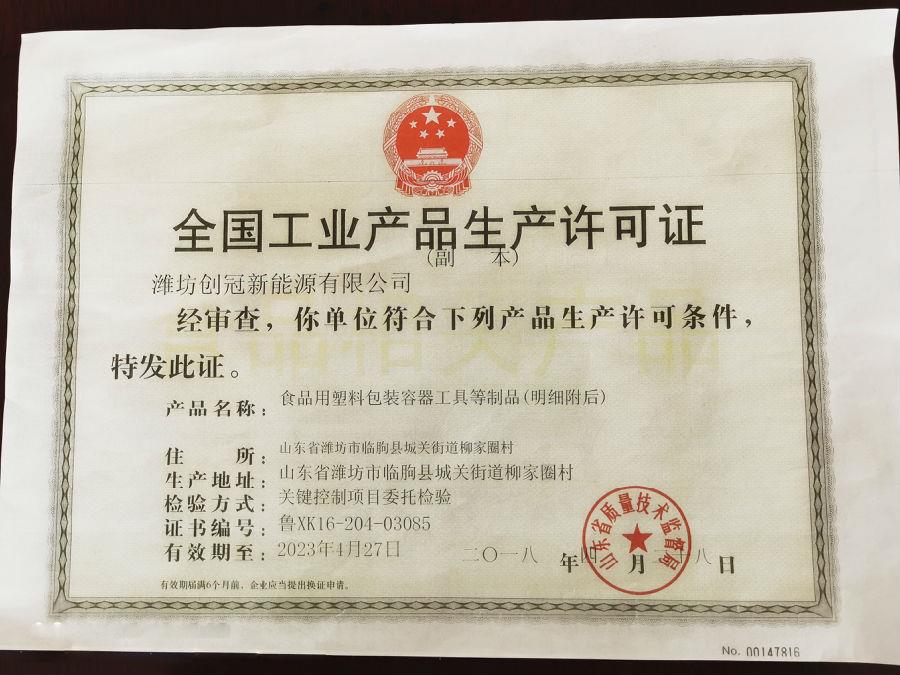 全国工业产品生产许可证
(副 本)
潍坊创冠新能源有限公司
经审查，你单位符合下列产品生产许可条件，
特发此证。
产品名称：食品用塑料包装容器工具等制品(明细附后)
住 所：山东省潍坊市临朐县城关街道柳家圈村
生产地址：山东省潍坊市临朐县城关街道柳家圈村
检验方式：关键控制项目委托检验
证书编号：鲁XK16-204-03085
有效期至：2023年4月27日
二〇一八 年 四 月 二十八 日
山东省质量技术监督局
有效期届满6个月前，企业应当提出换证申请。
No. 00147816